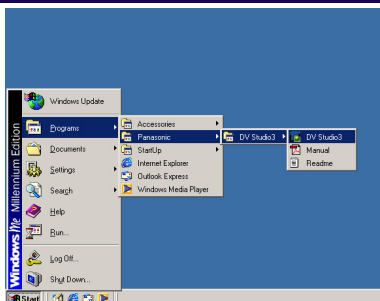 Windows Update
Programs
Documents
Settings
Search
Help
Run...
Log Off...
Shut Down...
Windows Me Millennium Edition
Start
Accessories
Panasonic
StartUp
Internet Explorer
Outlook Express
Windows Media Player
DV Studio3
DV Studio3
Manual
Readme